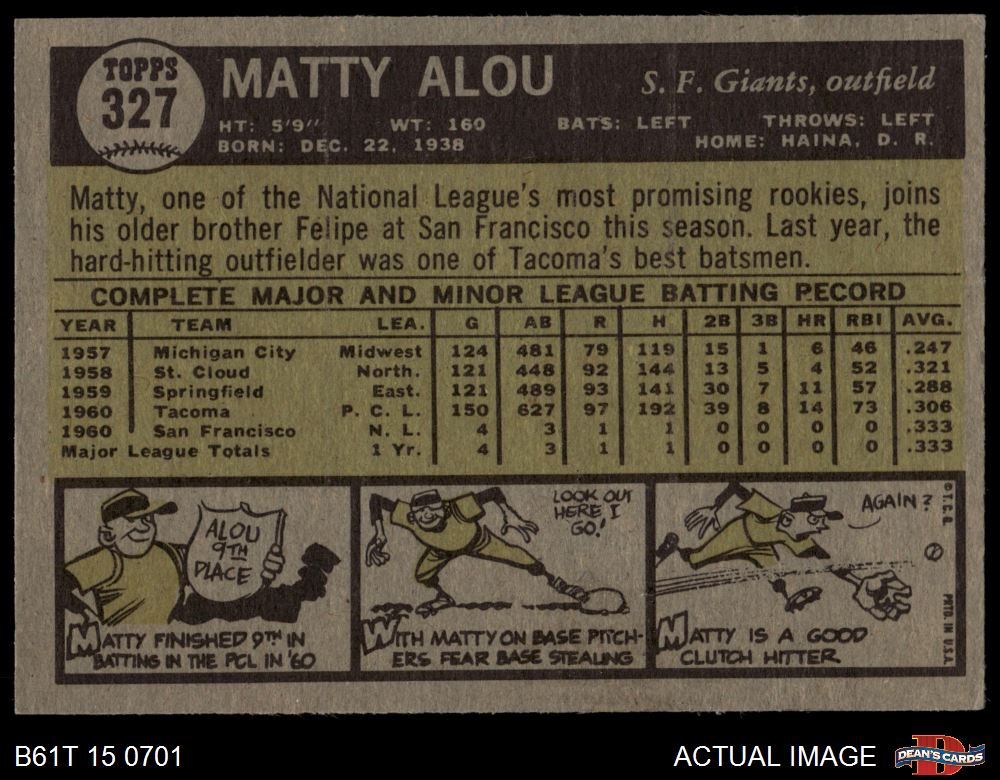 TOPPS
327
MATTY ALOU
S. F. Giants, outfield
HT: 5'9" WT: 160 BATS: LEFT THROWS: LEFT
BORN: DEC. 22, 1938 HOME: HAINA, D. R.
Matty, one of the National League's most promising rookies, joins
his older brother Felipe at San Francisco this season. Last year, the
hard-hitting outfielder was one of Tacoma's best batsmen.
COMPLETE MAJOR AND MINOR LEAGUE BATTING RECORD
YEAR TEAM LEA. G AB R H 2B 3B HR RBI AVG.
1957 Michigan City Midwest 124 481 79 119 15 1 6 46 .247
1958 St. Cloud North. 121 448 92 144 13 5 4 52 .321
1959 Springfield East. 121 489 93 141 30 7 11 57 .288
1960 Tacoma P. C. L. 150 627 97 192 39 8 14 73 .306
1960 San Francisco N. L. 4 3 1 1 0 0 0 0 .333
Major League Totals 1 Yr. 4 3 1 1 0 0 0 0 .333
ALOU
9TH
PLACE
MATTY FINISHED 9TH IN
BATTING IN THE PCL IN '60
LOOK OUT
HERE I
GO!
WITH MATTY ON BASE PITCH-
ERS FEAR BASE STEALING
AGAIN?
MATTY IS A GOOD
CLUTCH HITTER
© T.C.G.
PRTD. IN U.S.A.
B61T 15 0701
ACTUAL IMAGE
DEAN'S CARDS